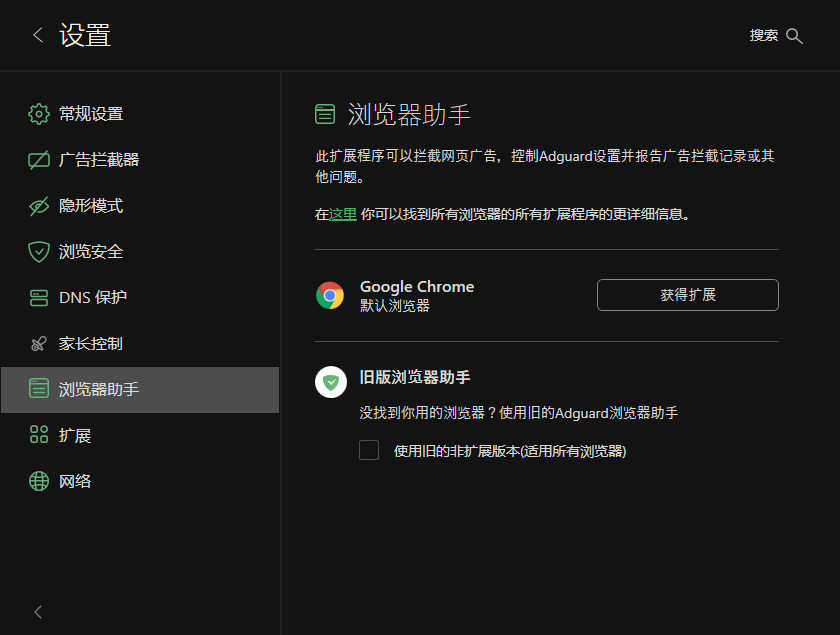 设置
搜索
常规设置
广告拦截器
隐形模式
浏览安全
DNS 保护
家长控制
浏览器助手
扩展
网络
浏览器助手
此扩展程序可以拦截网页广告，控制Adguard设置并报告广告拦截记录或其
他问题。
在这里 你可以找到所有浏览器的所有扩展程序的更详细信息。
Google Chrome
默认浏览器
获得扩展
旧版浏览器助手
没找到你用的浏览器？使用旧的Adguard浏览器助手
使用旧的非扩展版本(适用所有浏览器)